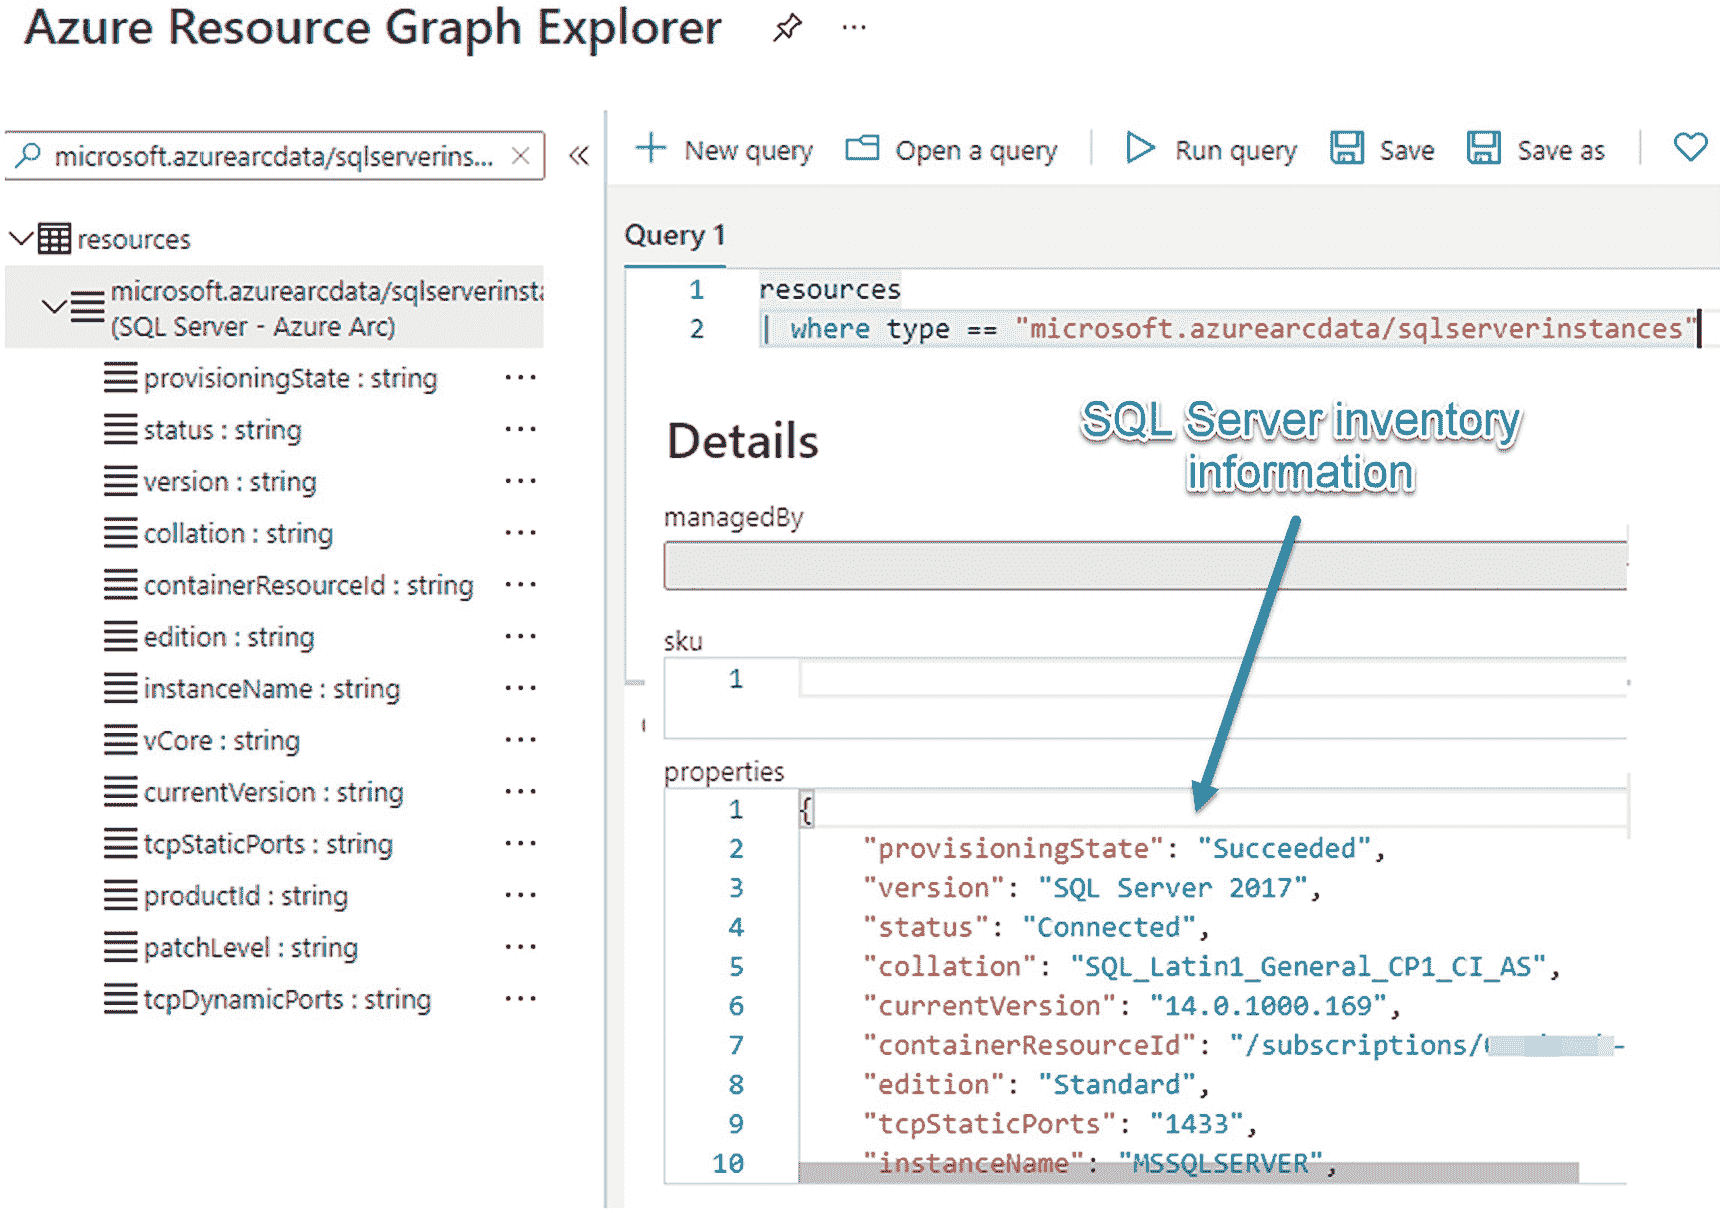 Azure Resource Graph Explorer
microsoft.azurearcdata/sqlserverins...
resources
microsoft.azurearcdata/sqlserverinst
(SQL Server - Azure Arc)
provisioningState : string
status : string
version : string
collation : string
containerResourceId : string
edition : string
instanceName : string
vCore : string
currentVersion : string
tcpStaticPorts : string
productId : string
patchLevel : string
tcpDynamicPorts : string
New query
Open a query
Run query
Save
Save as
Query 1
1 resources
2 | where type == "microsoft.azurearcdata/sqlserverinstances"
SQL Server inventory
information
Details
managedBy
sku
1
properties
1 {
2 "provisioningState": "Succeeded",
3 "version": "SQL Server 2017",
4 "status": "Connected",
5 "collation": "SQL_Latin1_General_CP1_CI_AS",
6 "currentVersion": "14.0.1000.169",
7 "containerResourceId": "/subscriptions/
8 "edition": "Standard",
9 "tcpStaticPorts": "1433",
10 "instanceName": "MSSQLSERVER",